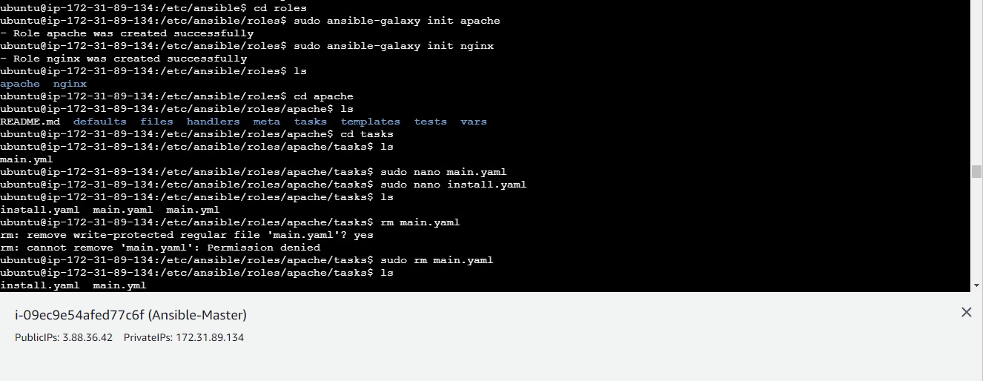 ubuntu@ip-172-31-89-134:/etc/ansible$ cd roles
ubuntu@ip-172-31-89-134:/etc/ansible/roles$ sudo ansible-galaxy init apache
- Role apache was created successfully
ubuntu@ip-172-31-89-134:/etc/ansible/roles$ sudo ansible-galaxy init nginx
- Role nginx was created successfully
ubuntu@ip-172-31-89-134:/etc/ansible/roles$ ls
apache  nginx
ubuntu@ip-172-31-89-134:/etc/ansible/roles$ cd apache
ubuntu@ip-172-31-89-134:/etc/ansible/roles/apache$ ls
README.md  defaults  files  handlers  meta  tasks  templates  tests  vars
ubuntu@ip-172-31-89-134:/etc/ansible/roles/apache$ cd tasks
ubuntu@ip-172-31-89-134:/etc/ansible/roles/apache/tasks$ ls
main.yml
ubuntu@ip-172-31-89-134:/etc/ansible/roles/apache/tasks$ sudo nano main.yaml
ubuntu@ip-172-31-89-134:/etc/ansible/roles/apache/tasks$ sudo nano install.yaml
ubuntu@ip-172-31-89-134:/etc/ansible/roles/apache/tasks$ ls
install.yaml  main.yaml  main.yml
ubuntu@ip-172-31-89-134:/etc/ansible/roles/apache/tasks$ rm main.yaml
rm: remove write-protected regular file 'main.yaml'? yes
rm: cannot remove 'main.yaml': Permission denied
ubuntu@ip-172-31-89-134:/etc/ansible/roles/apache/tasks$ sudo rm main.yaml
ubuntu@ip-172-31-89-134:/etc/ansible/roles/apache/tasks$ ls
install.yaml  main.yml
i-09ec9e54afed77c6f (Ansible-Master)
PublicIPs: 3.88.36.42    PrivateIPs: 172.31.89.134